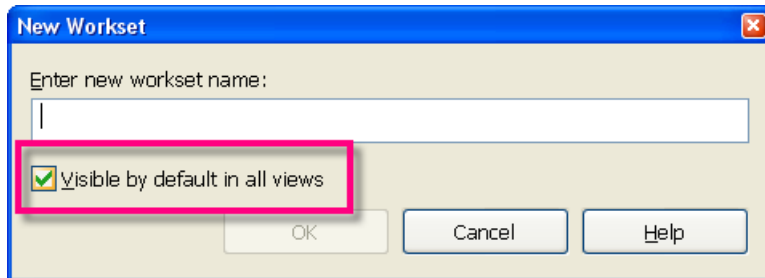 New Workset
Enter new workset name:
Visible by default in all views
OK Cancel Help